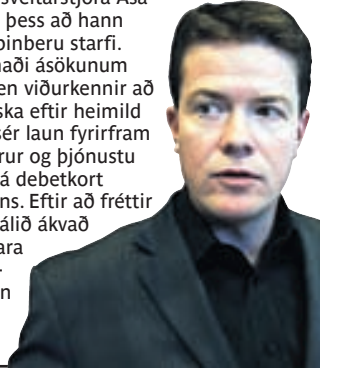 sveitarstjóra Ása
þess að hann
opinberu starfi.
naði ásökunum
en viðurkennir að
ska eftir heimild
sér laun fyrirfram
rur og þjónustu
á debetkort
ns. Eftir að fréttir
álið ákvað
ara
n